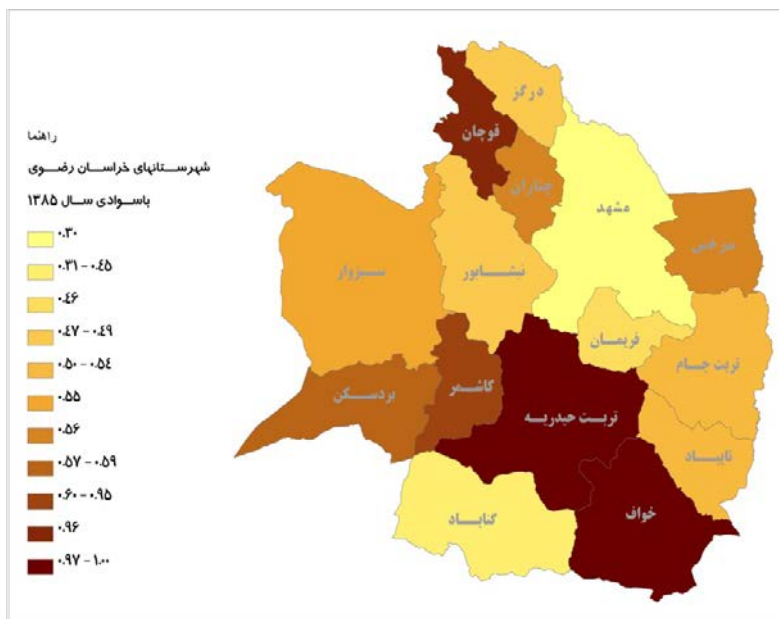 راهنما
شهرستانهای خراسان رضوی
باسوادی سال ۱۳۸۵
۰.۳۰
۰.۳۱ - ۰.۴۵
۰.۴۶
۰.۴۷ - ۰.۴۹
۰.۵۰ - ۰.۵۴
۰.۵۵
۰.۵۶
۰.۵۷ - ۰.۵۹
۰.۶۰ - ۰.۹۵
۰.۹۶
۰.۹۷ - ۱.۰۰
درگز
قوچان
چناران
مشهد
سرخس
نیشابور
سبزوار
فریمان
تربت جام
کاشمر
بردسکن
تربت حیدریه
تایباد
خواف
گناباد